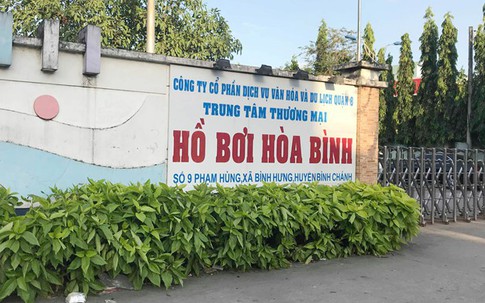 CÔNG TY CỔ PHẦN DỊCH VỤ VĂN HÓA VÀ DU LỊCH QUẬN 8
TRUNG TÂM THƯƠNG MẠI
HỒ BƠI HÒA BÌNH
SỐ 9 PHẠM HÙNG, XÃ BÌNH HƯNG, HUYỆN BÌNH CHÁNH